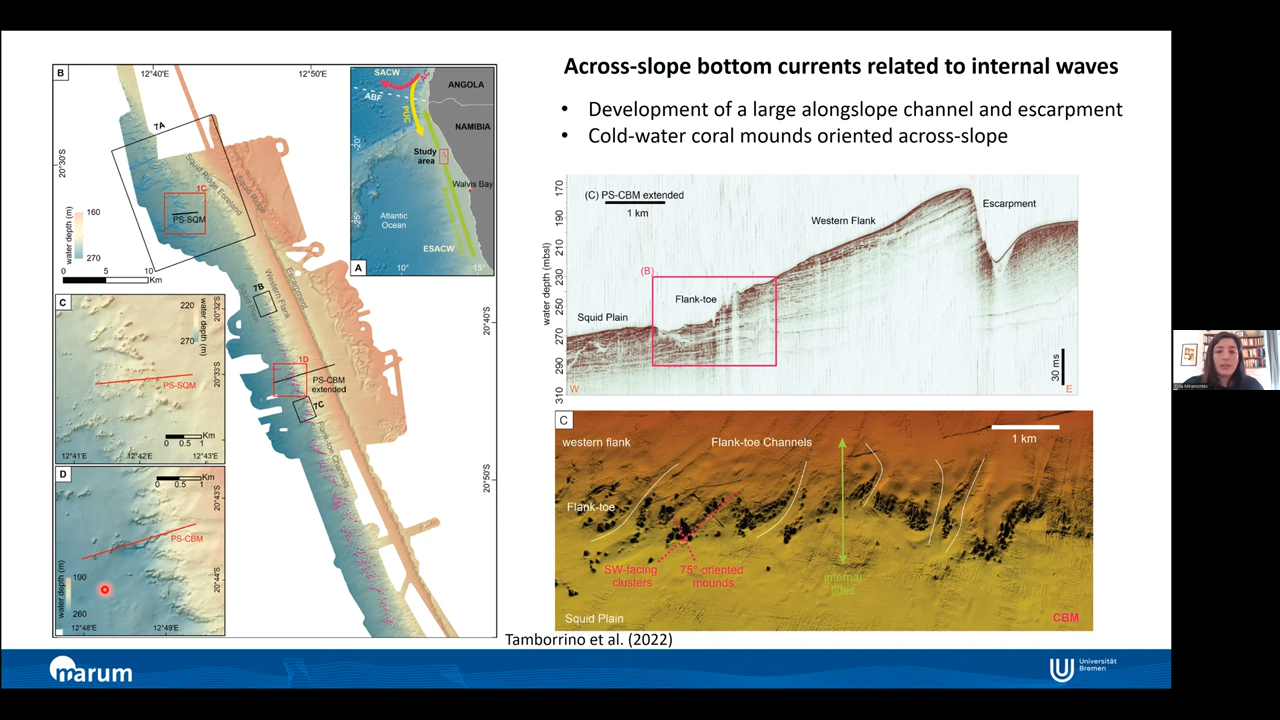 Across-slope bottom currents related to internal waves
• Development of a large alongslope channel and escarpment
• Cold-water coral mounds oriented across-slope
B
12°40'E
12°50'E
20°30'S
20°40'S
20°50'S
7A
1C
PS-SQM
Squid Ridge Foreland
Squid Ridge
water depth (m)
160
270
0 5 10
Km
7B
Western Flank
Escarpment
Squid Plain
1D
PS-CBM
extended
7C
Flank-toe Channels
SACW
AC
ABF
PUC
ANGOLA
NAMIBIA
Study
area
Walvis Bay
Atlantic
Ocean
ESACW
-20°
-25°
A
10°
15°
C
220
270
water depth (m)
PS-SQM
Km
0 0.5 1
12°41'E
12°42'E
12°43'E
20°32'S
20°33'S
D
Km
0 0.5 1
PS-CBM
water depth (m)
190
260
12°48'E
12°49'E
20°43'S
20°44'S
(C) PS-CBM extended
1 km
170
190
210
230
250
270
290
310
water depth (mbsl)
Western Flank
Escarpment
(B)
Flank-toe
Squid Plain
30 ms
W
E
C
western flank
Flank-toe Channels
1 km
Flank-toe
SW-facing
clusters
75°-oriented
mounds
internal
tides
Squid Plain
CBM
Tamborrino et al. (2022)
marum
Universität
Bremen
Miramontes